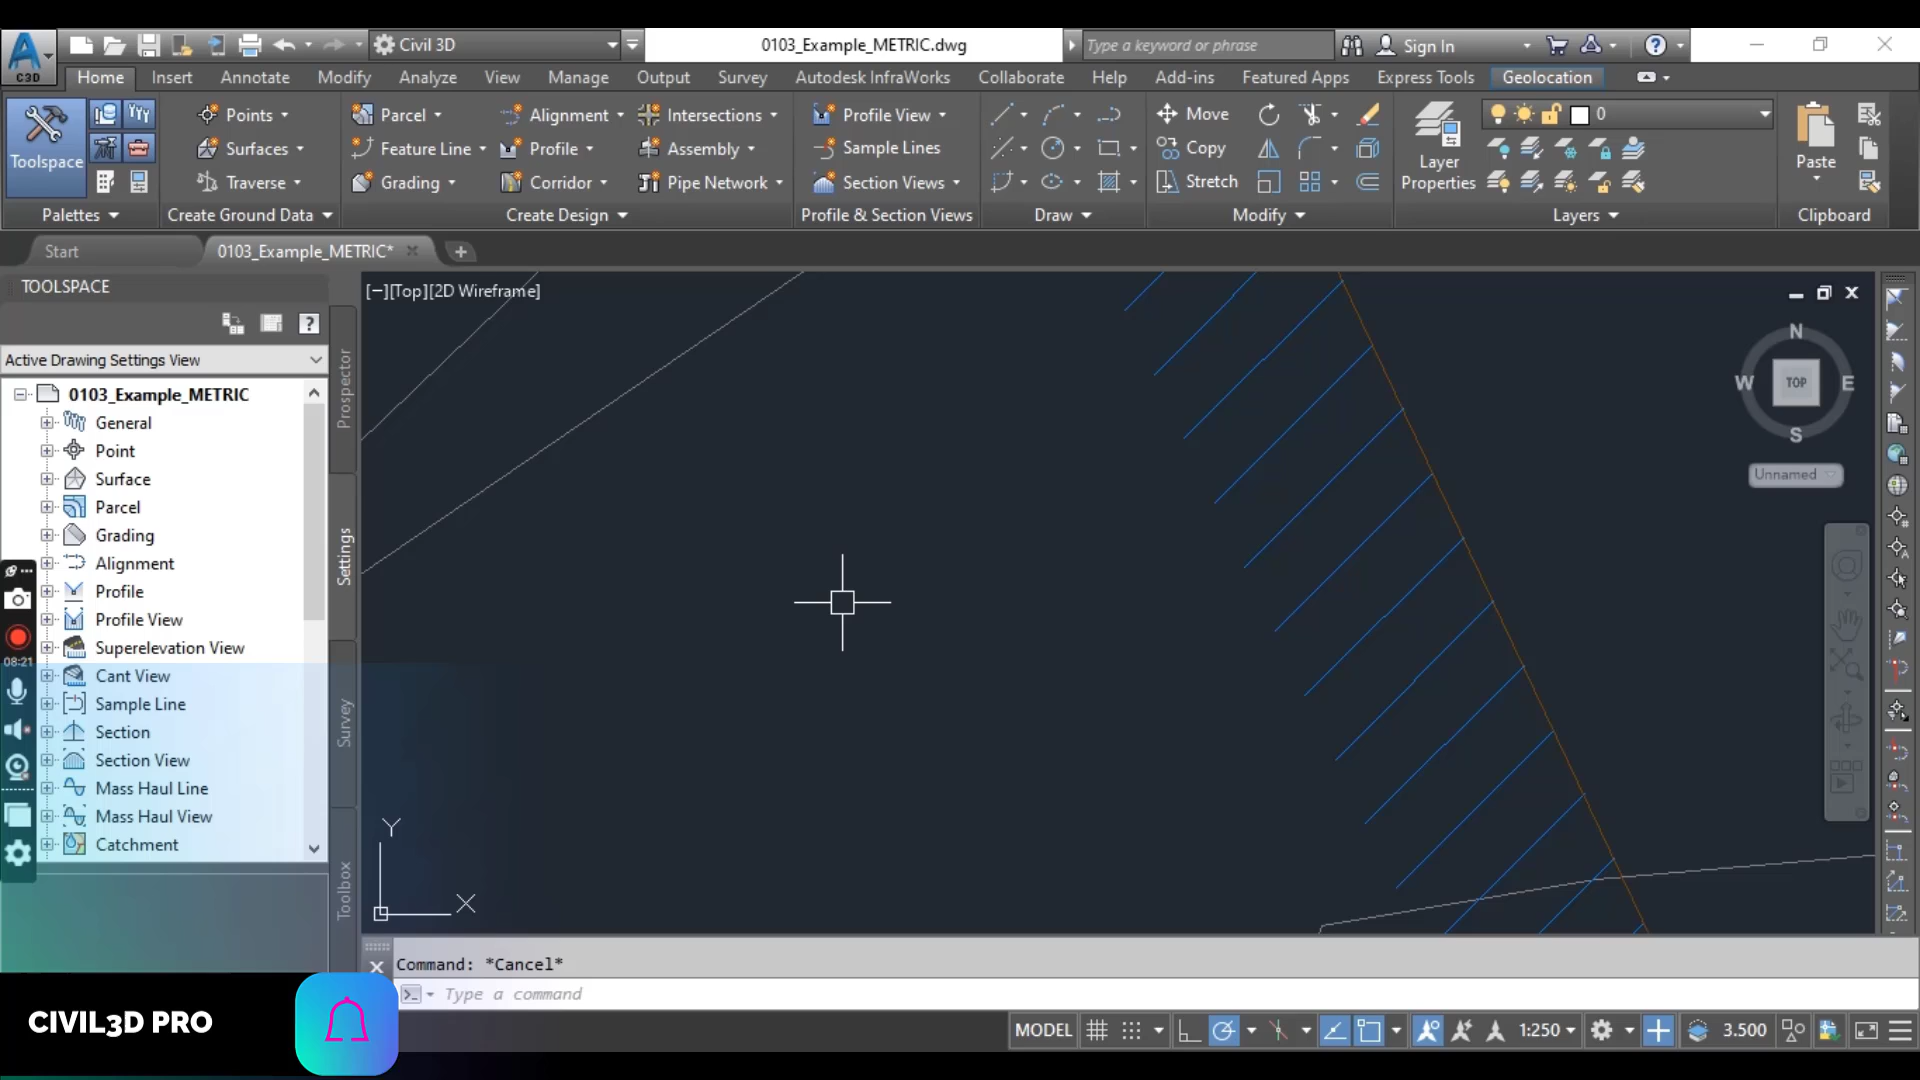 C3D
Civil 3D
0103_Example_METRIC.dwg
Type a keyword or phrase
Sign In
Home
Insert
Annotate
Modify
Analyze
View
Manage
Output
Survey
Autodesk InfraWorks
Collaborate
Help
Add-ins
Featured Apps
Express Tools
Geolocation
Toolspace
Palettes
Points
Surfaces
Traverse
Create Ground Data
Parcel
Feature Line
Grading
Alignment
Profile
Corridor
Intersections
Assembly
Pipe Network
Create Design
Profile View
Sample Lines
Section Views
Profile & Section Views
Draw
Move
Copy
Stretch
Modify
Layer
Properties
0
Layers
Paste
Clipboard
Start
0103_Example_METRIC*
TOOLSPACE
Active Drawing Settings View
0103_Example_METRIC
General
Point
Surface
Parcel
Grading
Alignment
Profile
Profile View
Superelevation View
Cant View
Sample Line
Section
Section View
Mass Haul Line
Mass Haul View
Catchment
Prospector
Settings
Survey
Toolbox
08:21
[−][Top][2D Wireframe]
N
W
TOP
E
S
Unnamed
Y
X
Command: *Cancel*
Type a command
CIVIL3D PRO
MODEL
1:250
3.500